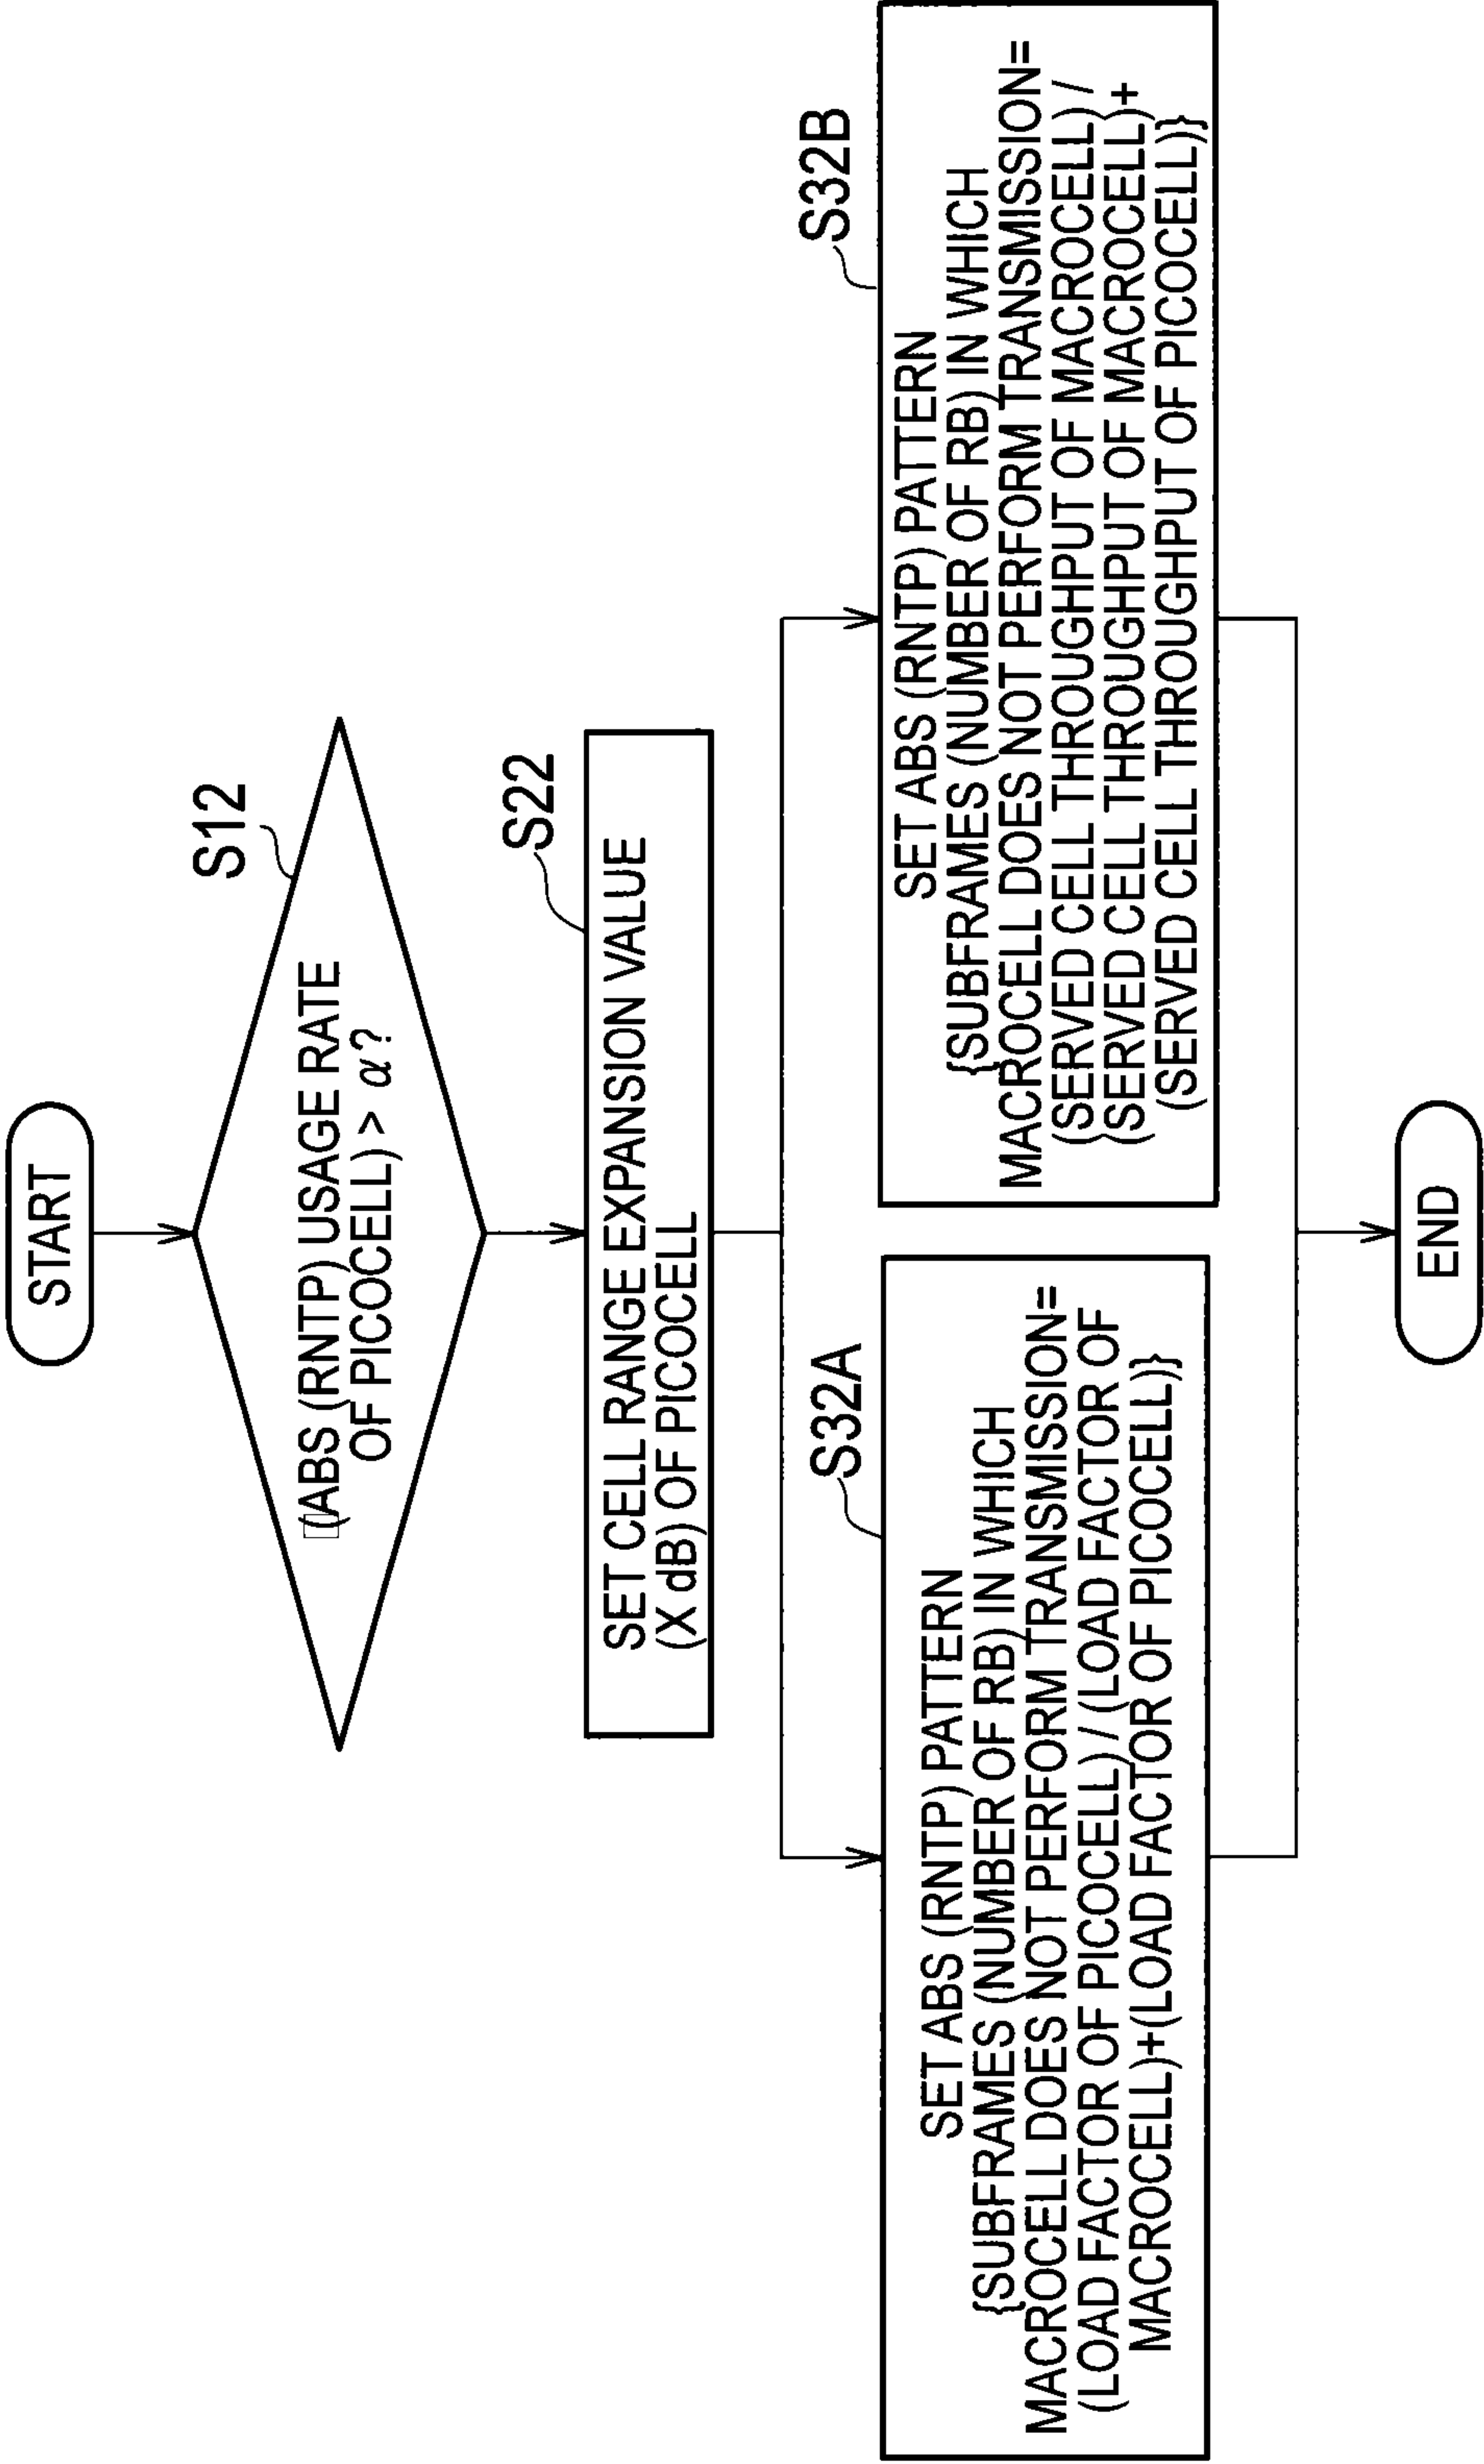 START
S12
(ABS (RNTP) USAGE RATE
OF PICOCELL) > α?
S22
SET CELL RANGE EXPANSION VALUE
(X dB) OF PICOCELL
S32A
SET ABS (RNTP) PATTERN
{SUBFRAMES (NUMBER OF RB) IN WHICH
MACROCELL DOES NOT PERFORM TRANSMISSION=
(LOAD FACTOR OF PICOCELL) / (LOAD FACTOR OF
MACROCELL)+(LOAD FACTOR OF PICOCELL)}
S32B
SET ABS (RNTP) PATTERN
{SUBFRAMES (NUMBER OF RB) IN WHICH
MACROCELL DOES NOT PERFORM TRANSMISSION=
(SERVED CELL THROUGHPUT OF MACROCELL) /
(SERVED CELL THROUGHPUT OF MACROCELL)+
(SERVED CELL THROUGHPUT OF PICOCELL)}
END